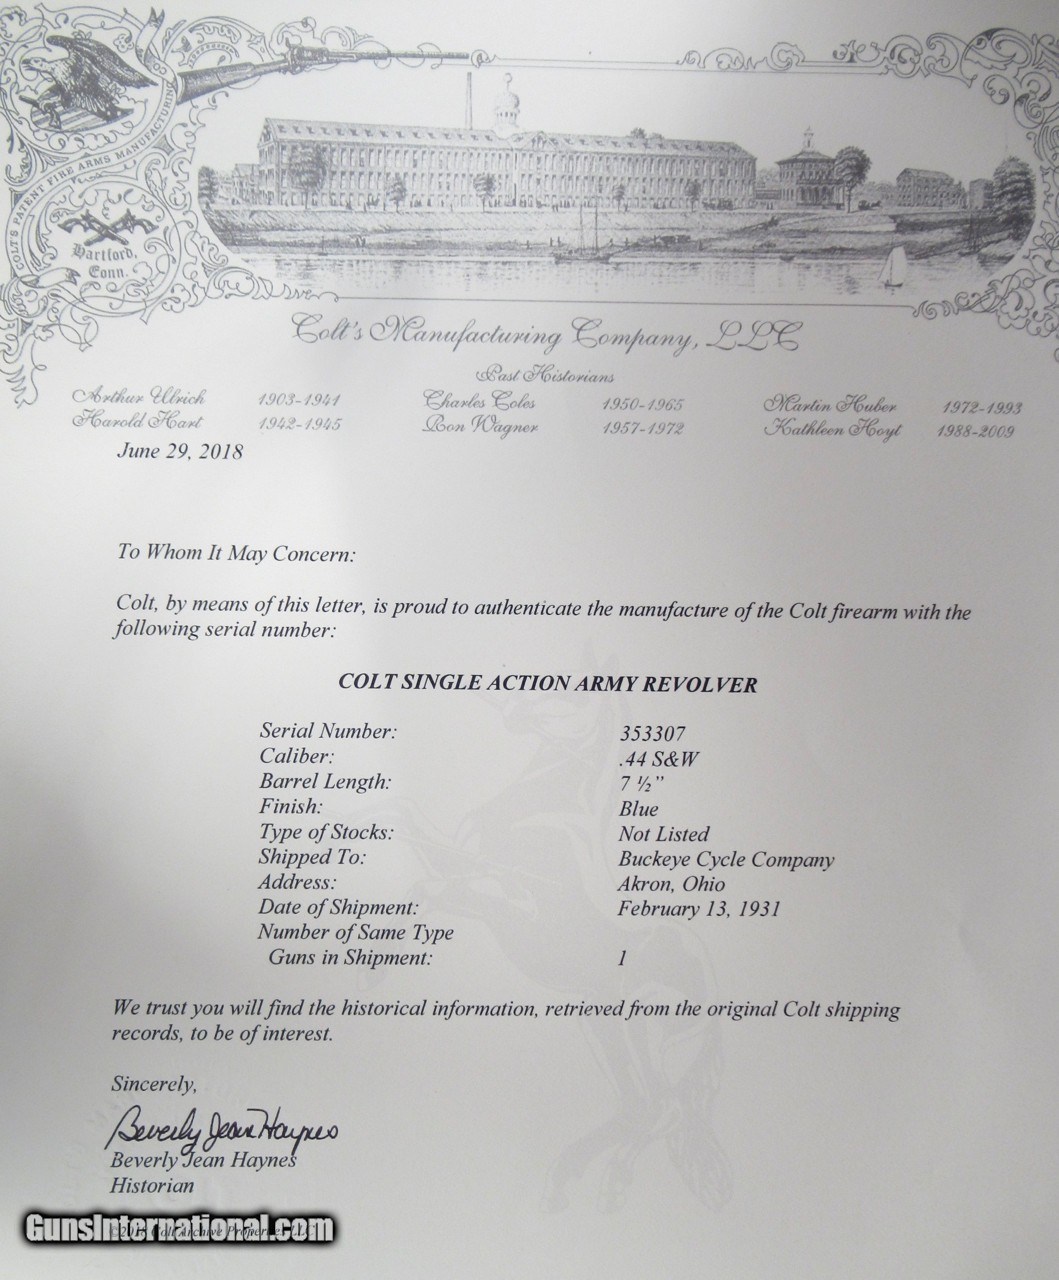 COLT'S PATENT FIRE ARMS MANUFACTURING
Hartford,
Conn.
Colt's Manufacturing Company, LLC
Past Historians
Arthur Ulrich 1903-1941 Charles Coles 1950-1965 Martin Huber 1972-1993
Harold Hart 1942-1945 Ron Wagner 1957-1972 Kathleen Hoyt 1988-2009
June 29, 2018
To Whom It May Concern:
Colt, by means of this letter, is proud to authenticate the manufacture of the Colt firearm with the
following serial number:
COLT SINGLE ACTION ARMY REVOLVER
Serial Number: 353307
Caliber: .44 S&W
Barrel Length: 7 ½”
Finish: Blue
Type of Stocks: Not Listed
Shipped To: Buckeye Cycle Company
Address: Akron, Ohio
Date of Shipment: February 13, 1931
Number of Same Type
Guns in Shipment: 1
We trust you will find the historical information, retrieved from the original Colt shipping
records, to be of interest.
Sincerely,
Beverly Jean Haynes
Beverly Jean Haynes
Historian
GunsInternational.com
Colt Archive Properties LLC